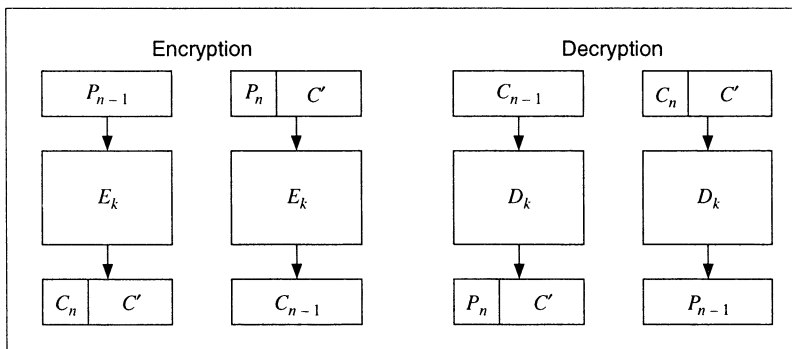 Encryption Decryption
P_{n-1} P_n C′ C_{n-1} C_n C′
E_k E_k D_k D_k
C_n C′ C_{n-1} P_n C′ P_{n-1}